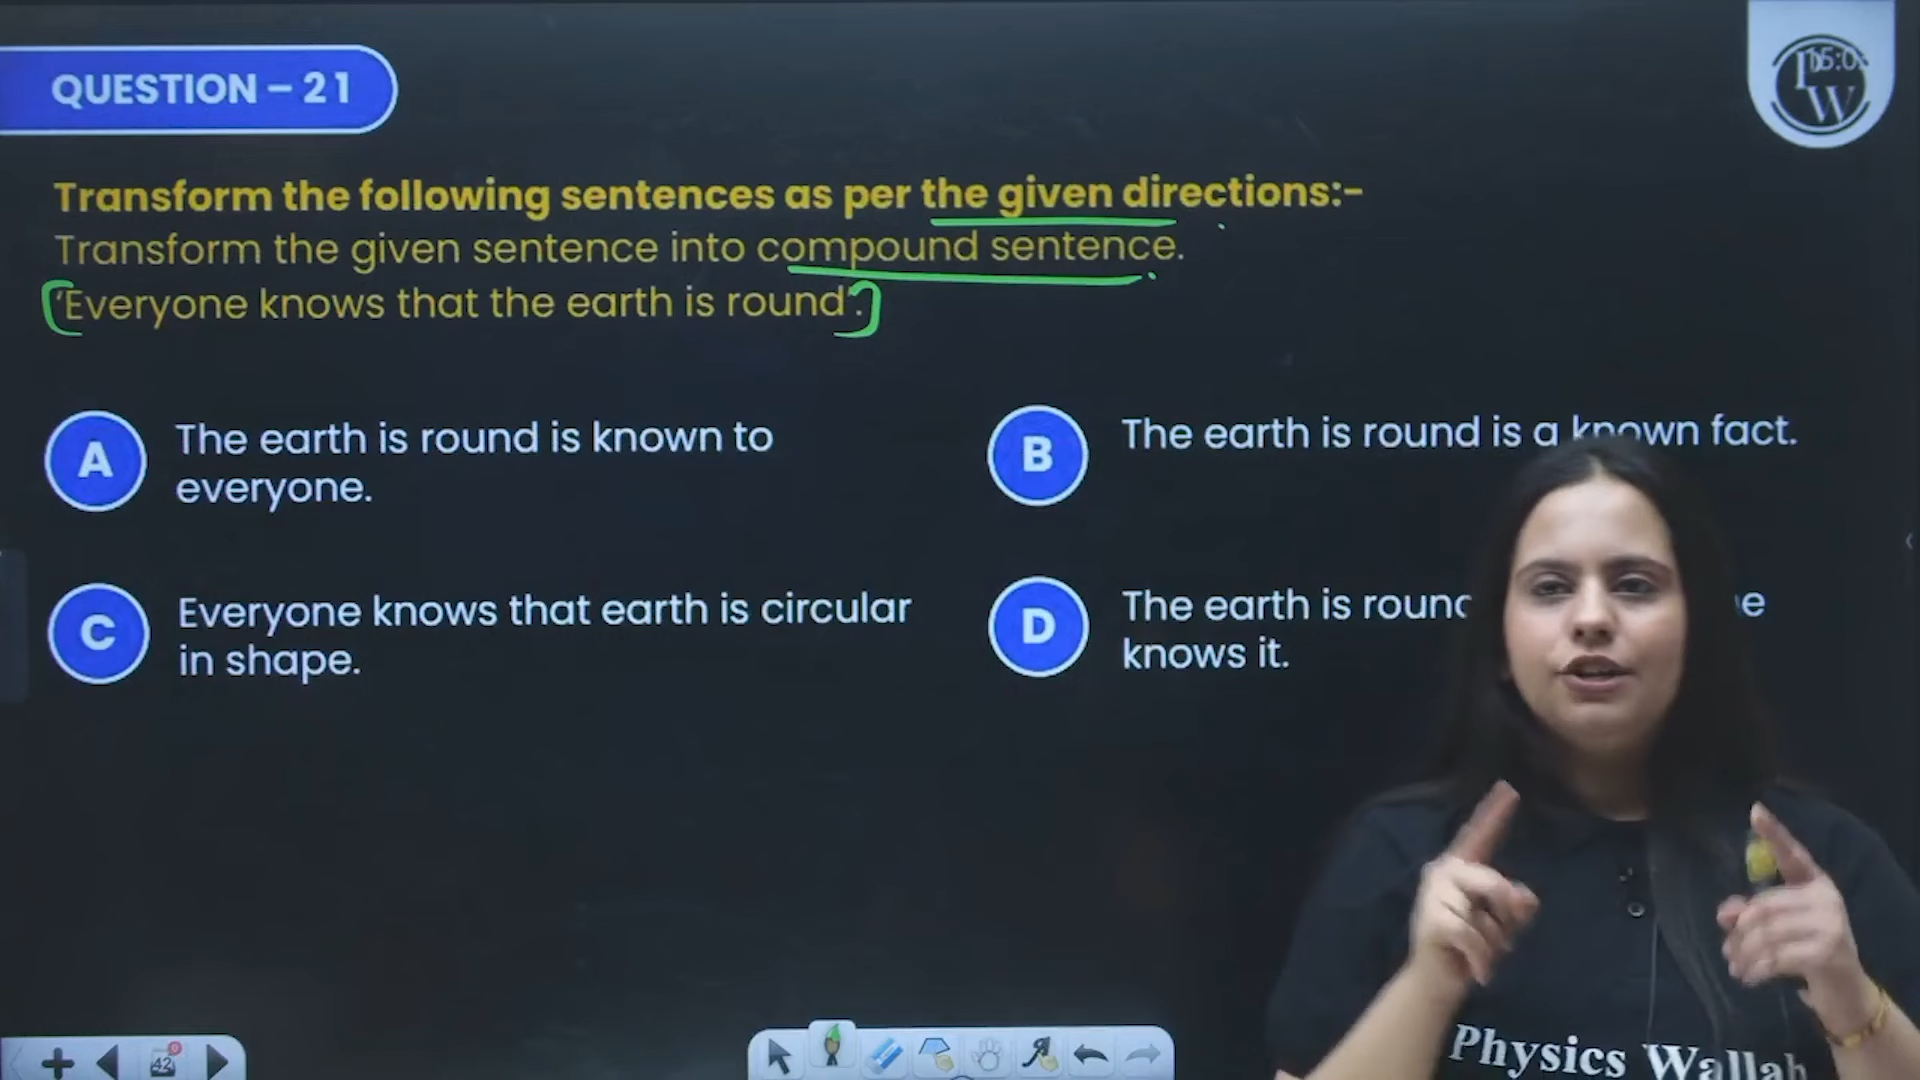 QUESTION – 21
Transform the following sentences as per the given directions:-
Transform the given sentence into compound sentence.
'Everyone knows that the earth is round'.
A The earth is round is known to
everyone.
B The earth is round is a known fact.
C Everyone knows that earth is circular
in shape.
D The earth is
knows it.
42
Physics Wallah